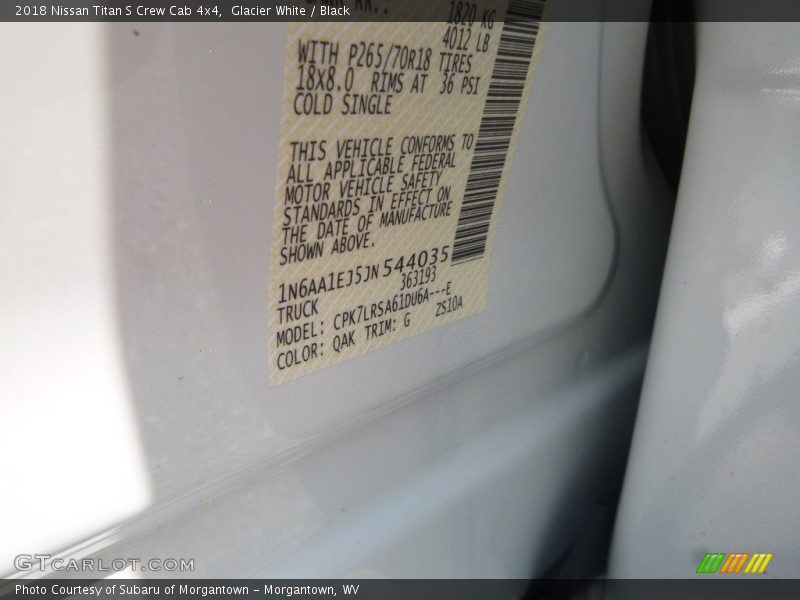 2018 Nissan Titan S Crew Cab 4x4,  Glacier White / Black
1820 KG
4012 LB
WITH P265/70R18 TIRES
18X8.0 RIMS AT 36 PSI
COLD SINGLE
THIS VEHICLE CONFORMS TO
ALL APPLICABLE FEDERAL
MOTOR VEHICLE SAFETY
STANDARDS IN EFFECT ON
THE DATE OF MANUFACTURE
SHOWN ABOVE.
1N6AA1EJ5JN544035
TRUCK 363193
MODEL: CPK7LRSA61DU6A---E
COLOR: QAK TRIM: G ZS10A
GTCARLOT.COM
Photo Courtesy of Subaru of Morgantown – Morgantown, WV